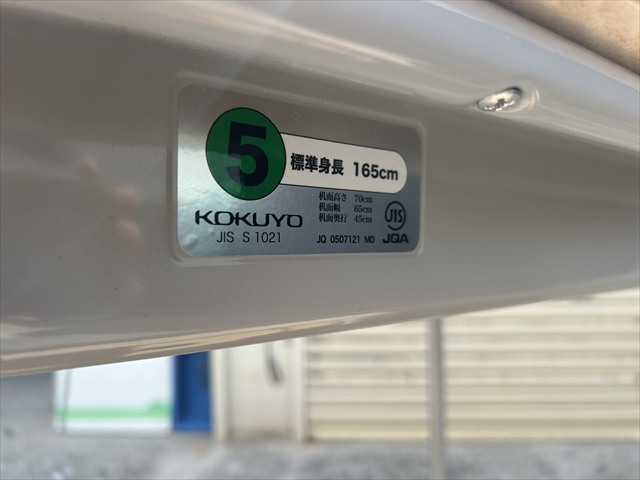 5
標準身長 165cm
机面高さ 70cm
机面幅 65cm
机面奥行 45cm
KOKUYO
JIS S 1021
JIS
JQ 0507121 MD
JQA